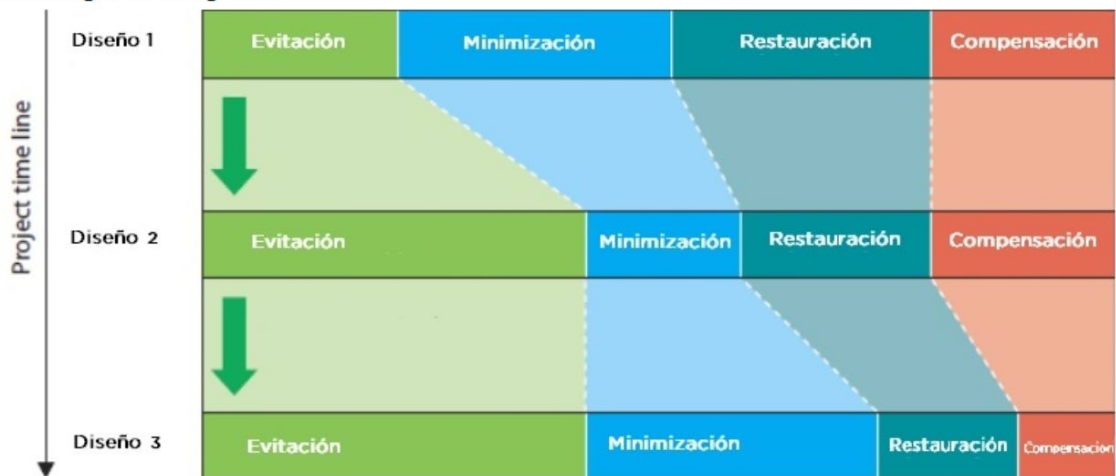 Project time line
Diseño 1
Evitación
Minimización
Restauración
Compensación
Diseño 2
Evitación
Minimización
Restauración
Compensación
Diseño 3
Evitación
Minimización
Restauración
Compensación